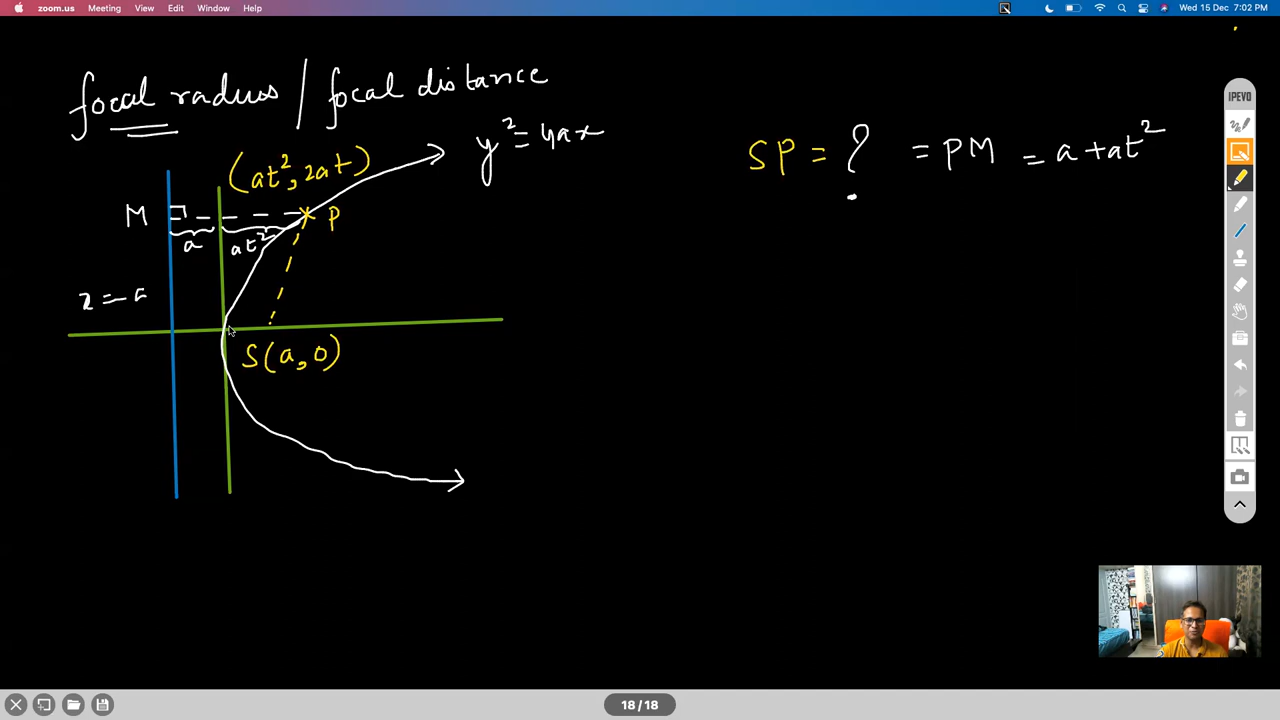 zoom.us Meeting View Edit Window Help Wed 15 Dec 7:02 PM
focal radius / focal distance
IPEVO
y² = 4ax
SP = ? = PM = a + at²
(at², 2at)
M P
a at²
x = -a
S(a, 0)
18 / 18